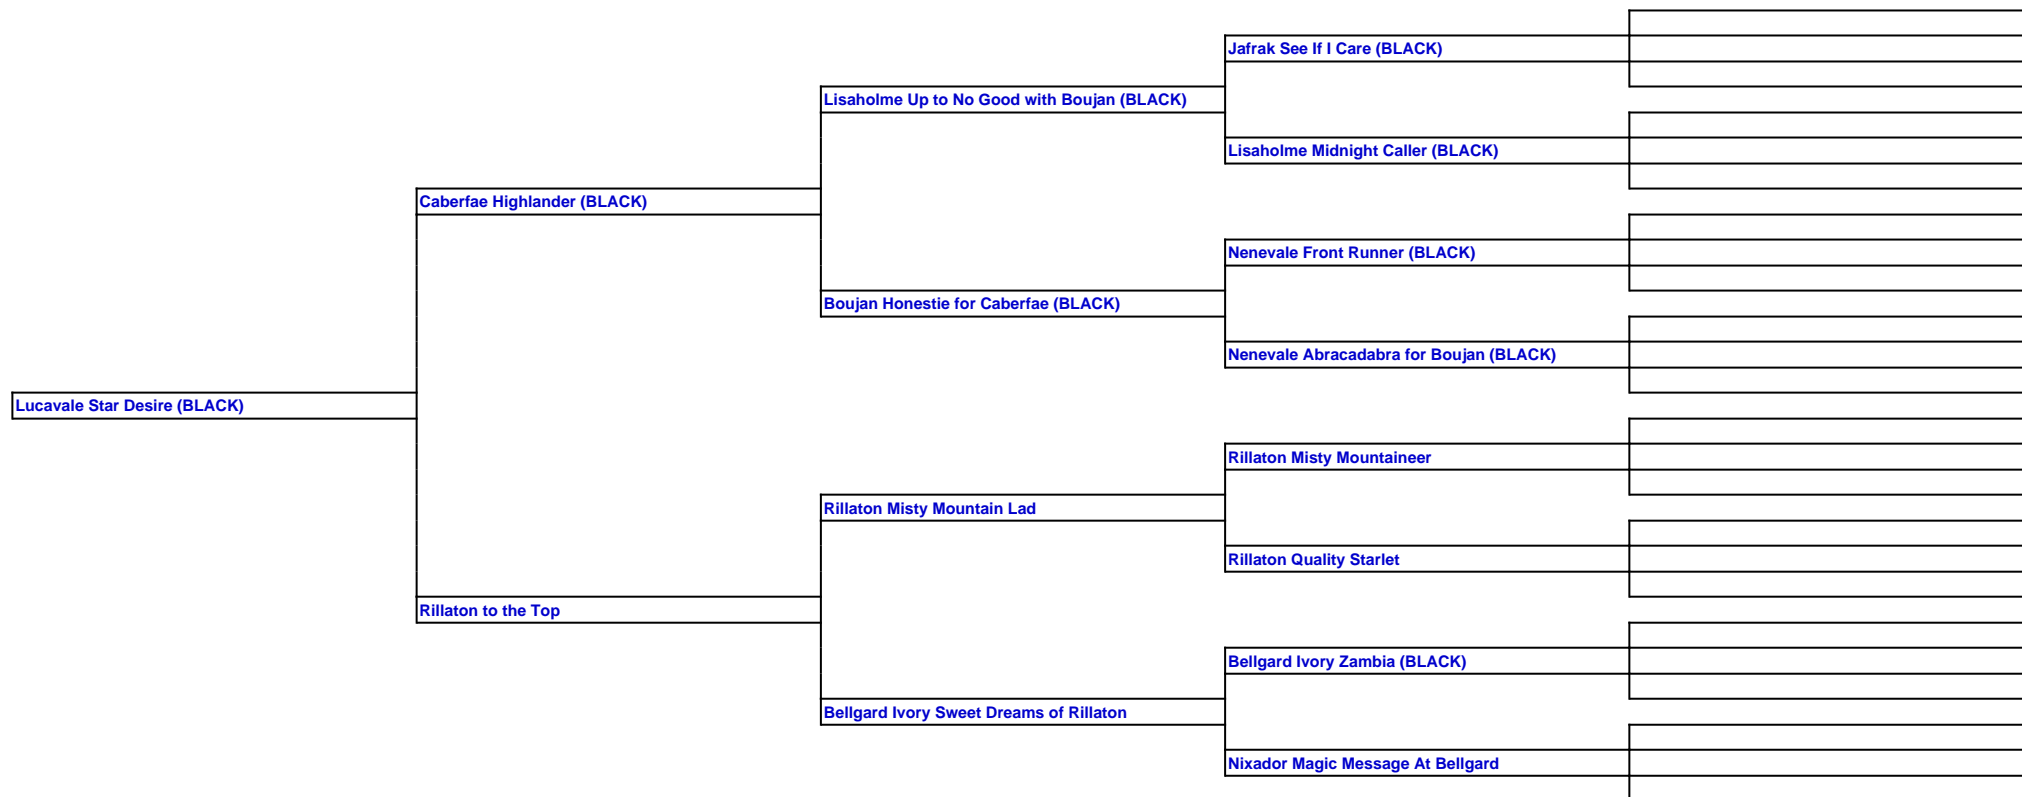 Jafrak See If I Care (BLACK)
Lisaholme Up to No Good with Boujan (BLACK)
Lisaholme Midnight Caller (BLACK)
Caberfae Highlander (BLACK)
Nenevale Front Runner (BLACK)
Boujan Honestie for Caberfae (BLACK)
Nenevale Abracadabra for Boujan (BLACK)
Lucavale Star Desire (BLACK)
Rillaton Misty Mountaineer
Rillaton Misty Mountain Lad
Rillaton Quality Starlet
Rillaton to the Top
Bellgard Ivory Zambia (BLACK)
Bellgard Ivory Sweet Dreams of Rillaton
Nixador Magic Message At Bellgard